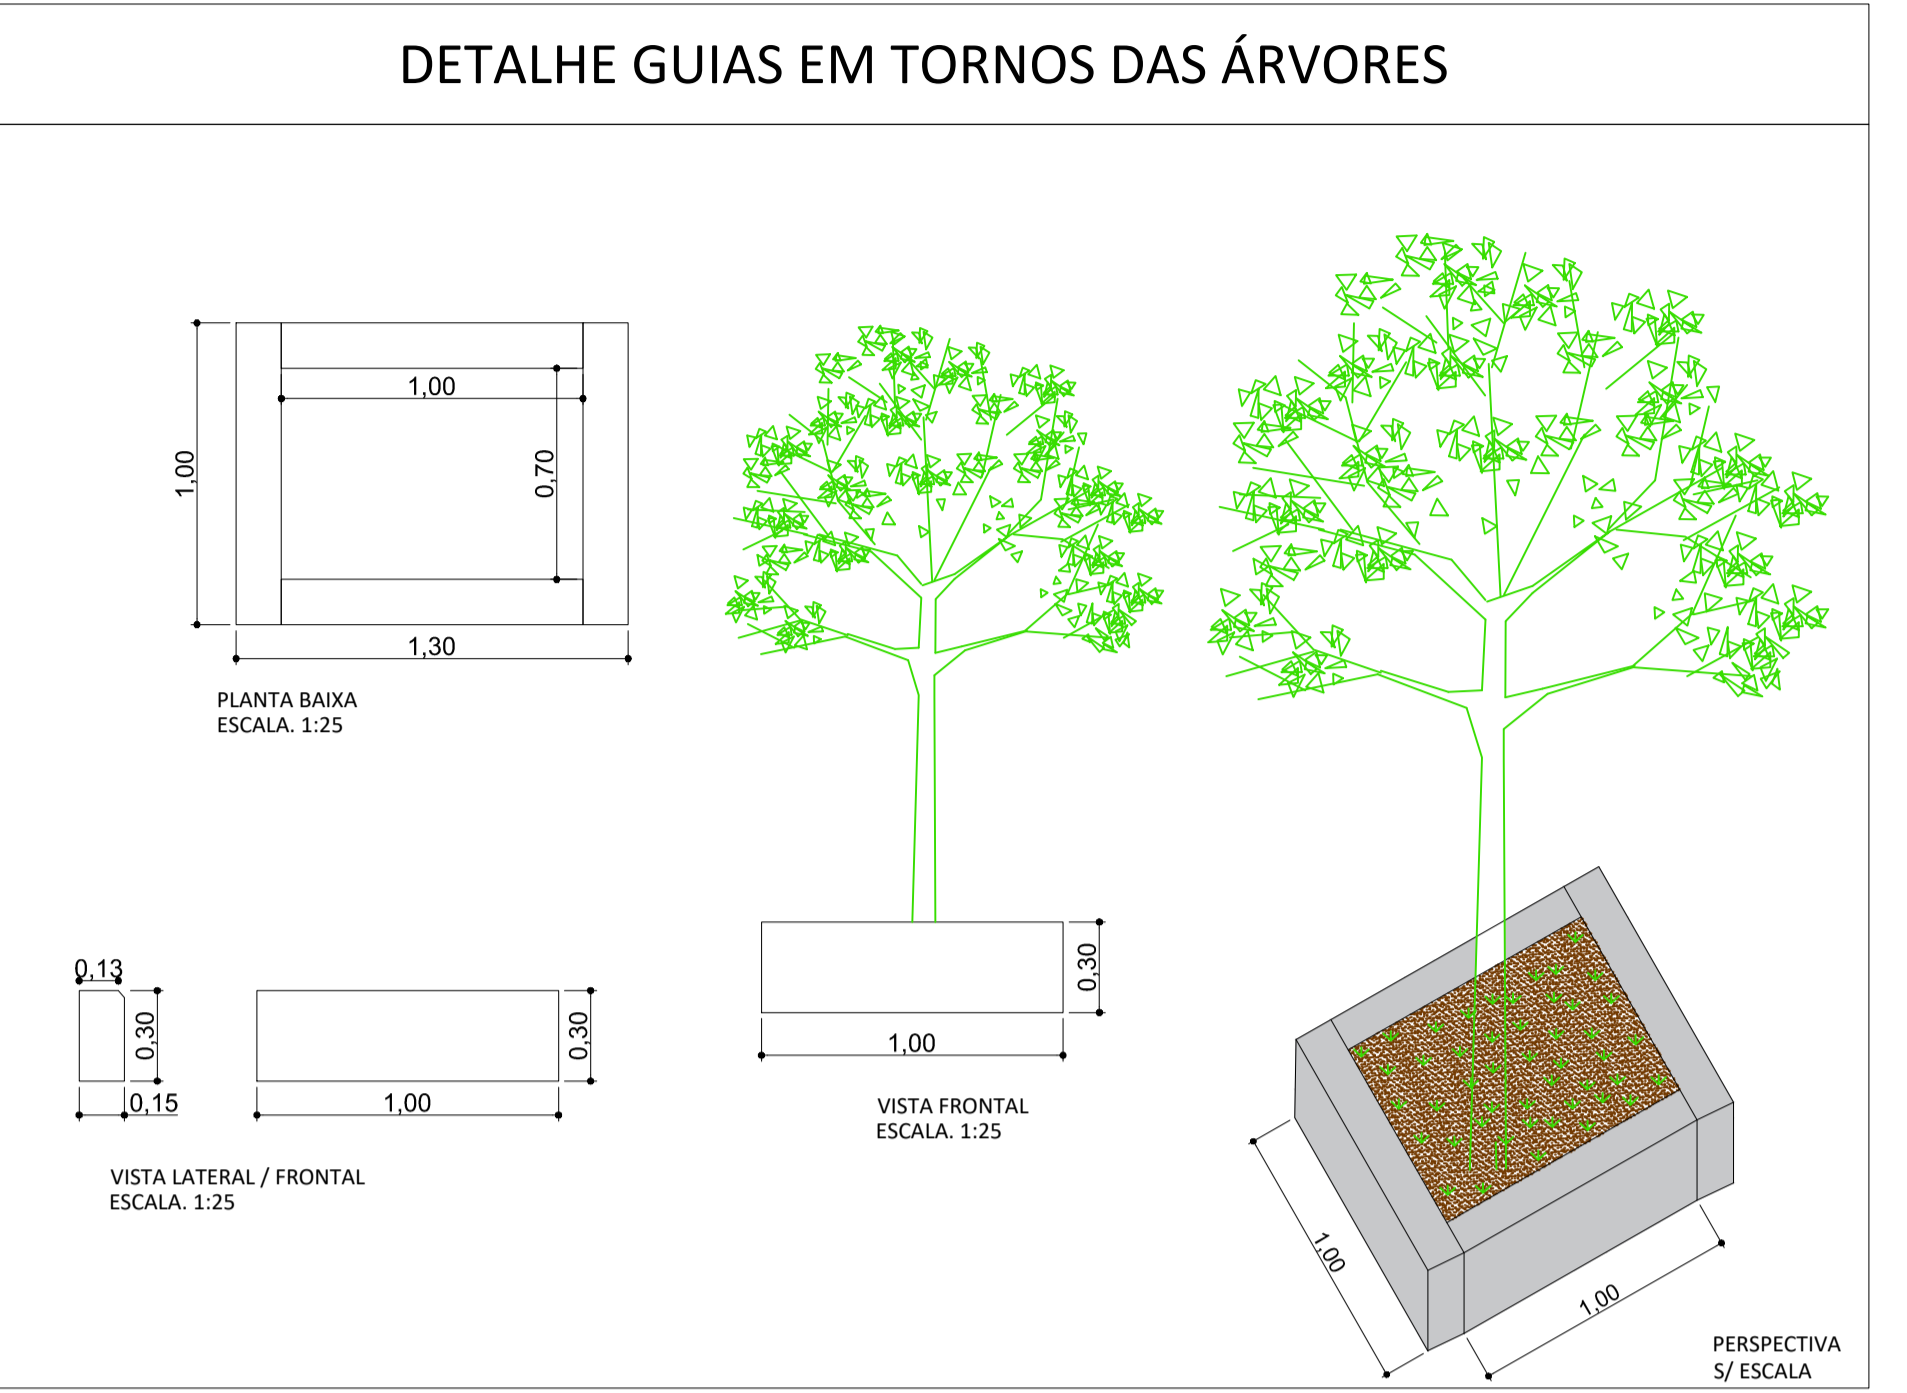 DETALHE GUIAS EM TORNOS DAS ÁRVORES
1,00
1,00
0,70
1,30
PLANTA BAIXA
ESCALA. 1:25
0,13
0,30
0,15
0,30
1,00
VISTA LATERAL / FRONTAL
ESCALA. 1:25
0,30
1,00
VISTA FRONTAL
ESCALA. 1:25
1,00
1,00
PERSPECTIVA
S/ ESCALA